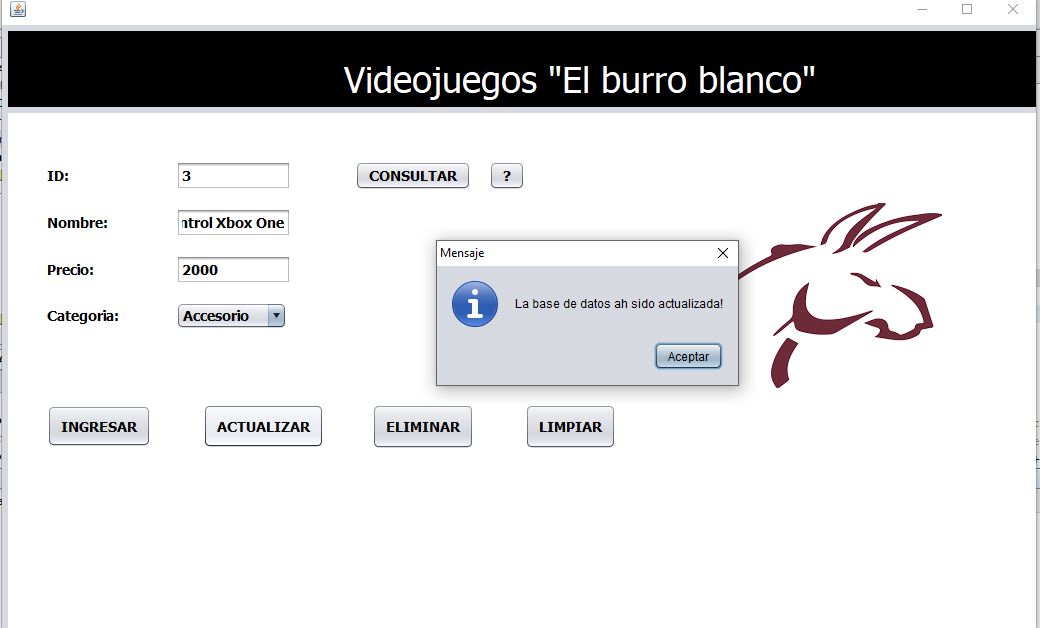 Videojuegos "El burro blanco"
ID:
3
CONSULTAR
?
Nombre:
ntrol Xbox One
Mensaje
Precio:
2000
La base de datos ah sido actualizada!
Categoria:
Accesorio
Aceptar
INGRESAR
ACTUALIZAR
ELIMINAR
LIMPIAR